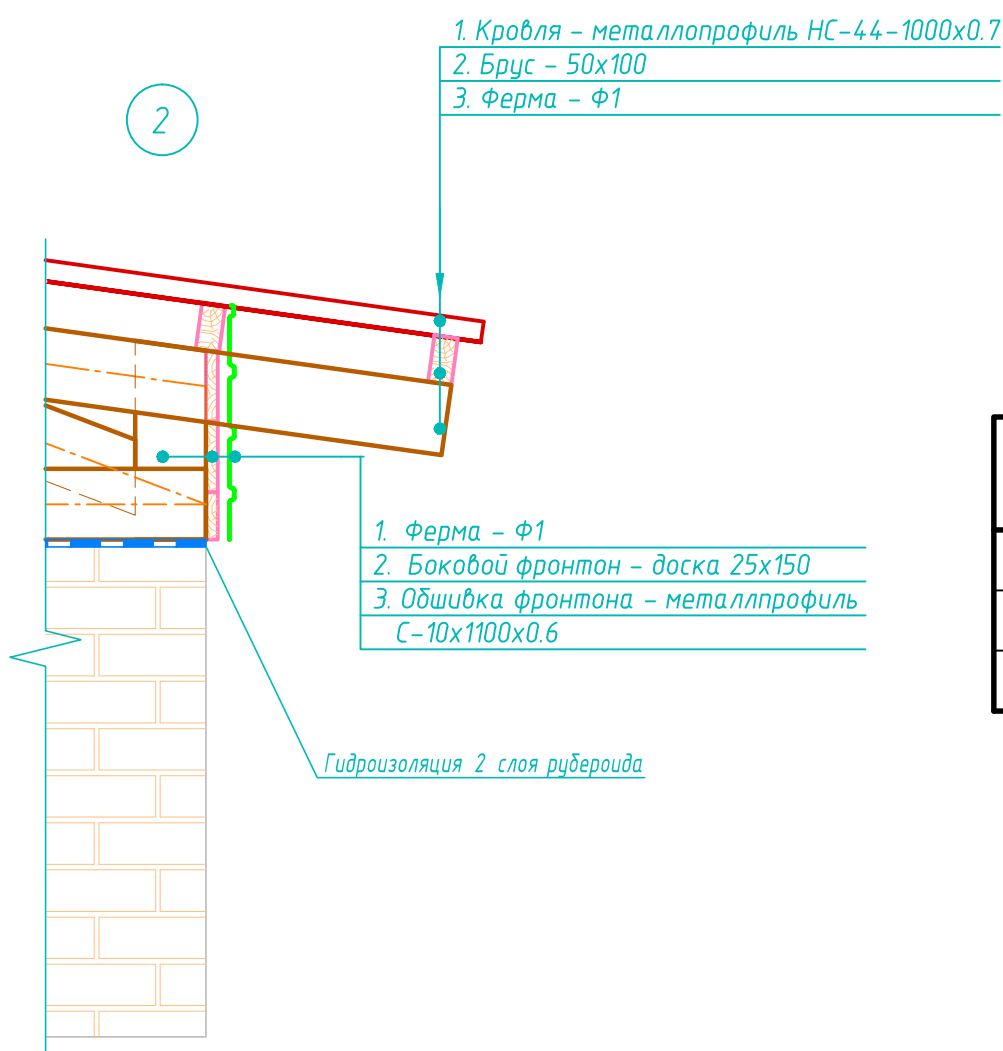 1. Кровля - металлопрофиль НС-44-1000х0.7
2. Брус - 50х100
3. Ферма - Ф1
2
1. Ферма - Ф1
2. Боковой фронтон - доска 25х150
3. Обшивка фронтона - металлпрофиль
С-10х1100х0.6
Гидроизоляция 2 слоя рубероида